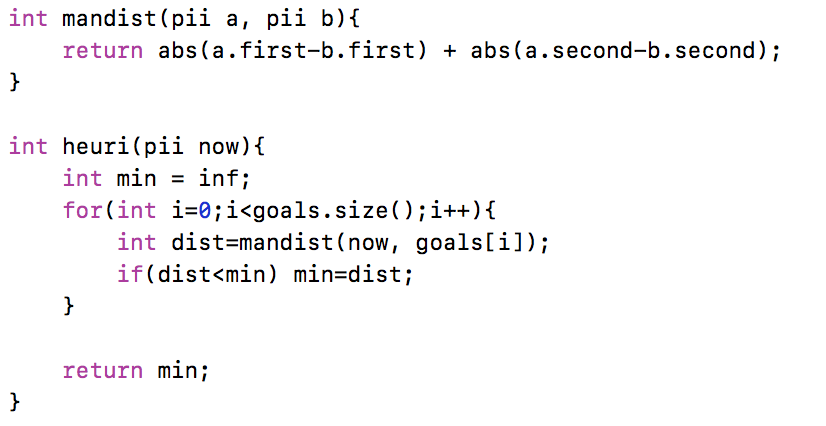 int mandist(pii a, pii b){
    return abs(a.first-b.first) + abs(a.second-b.second);
}

int heuri(pii now){
    int min = inf;
    for(int i=0;i<goals.size();i++){
        int dist=mandist(now, goals[i]);
        if(dist<min) min=dist;
    }

    return min;
}